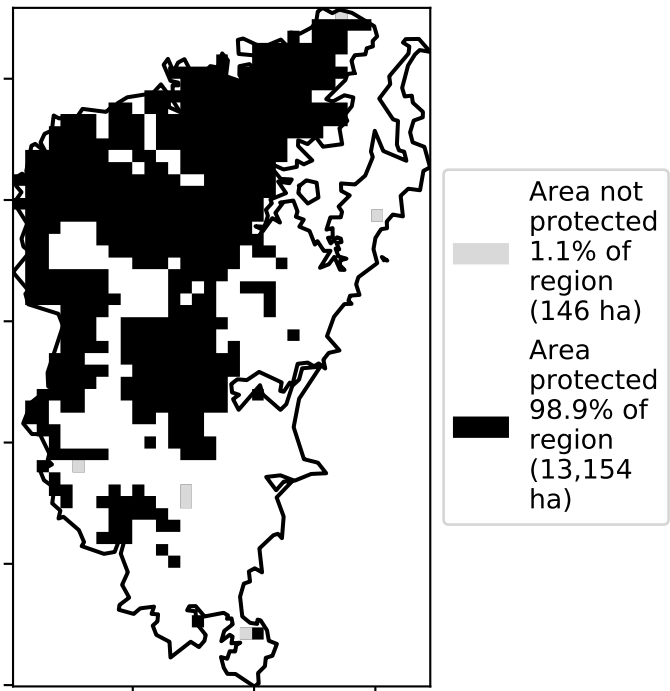 Area not
protected
1.1% of
region
(146 ha)
Area
protected
98.9% of
region
(13,154
ha)